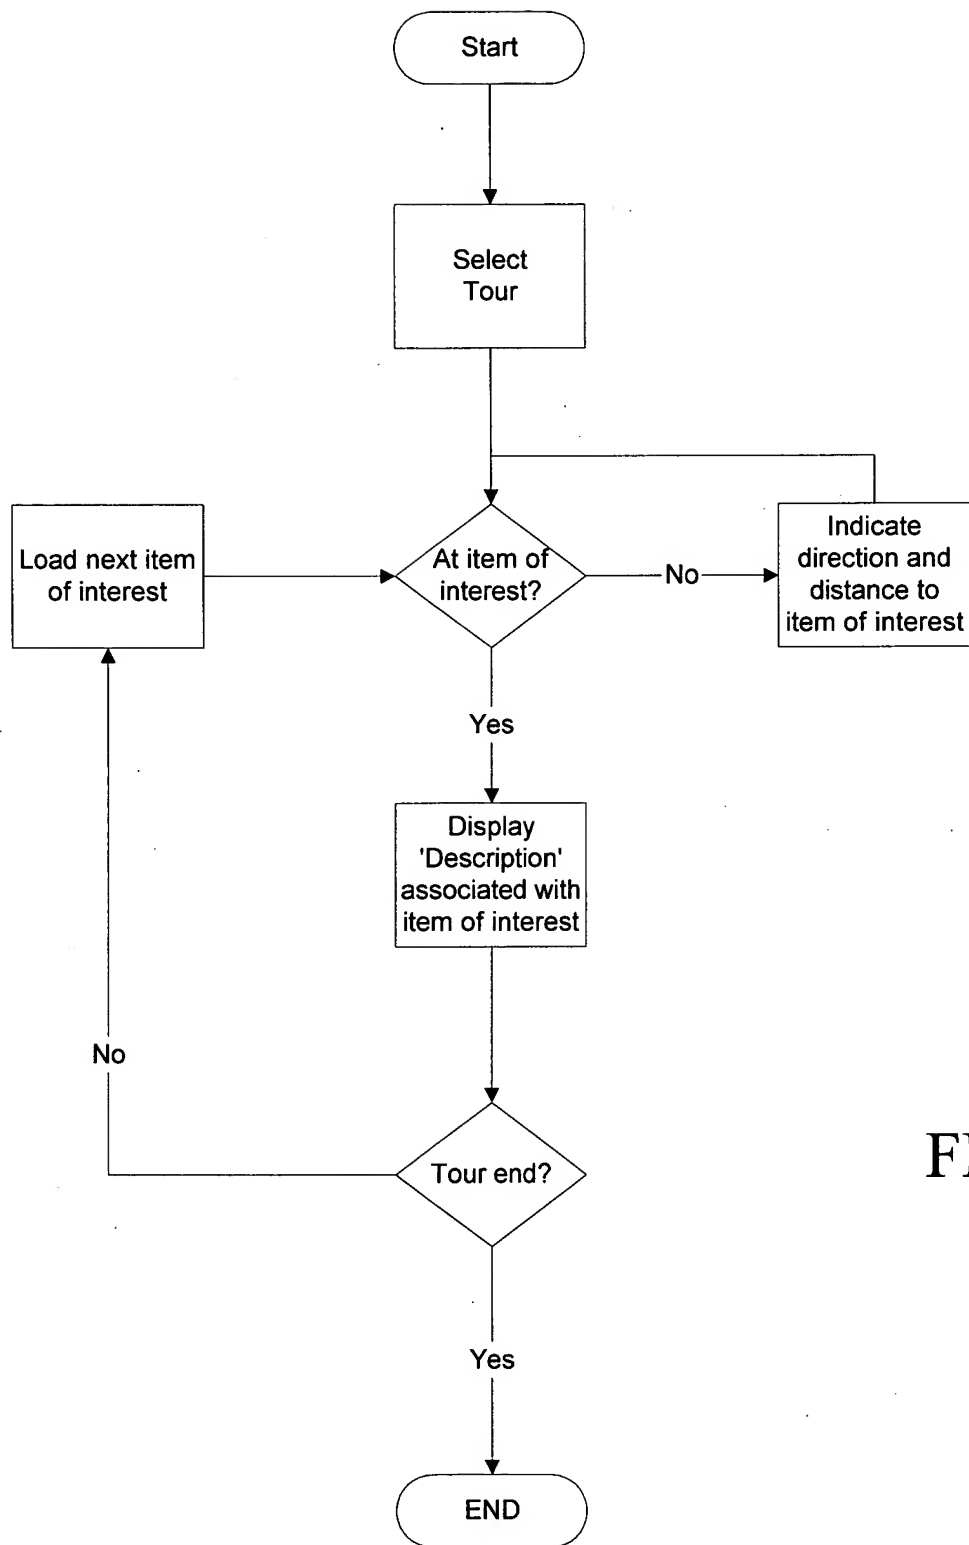 Start
Select
Tour
Load next item
of interest
At item of
interest?
No
Indicate
direction and
distance to
item of interest
Yes
Display
'Description'
associated with
item of interest
No
Tour end?
Yes
END